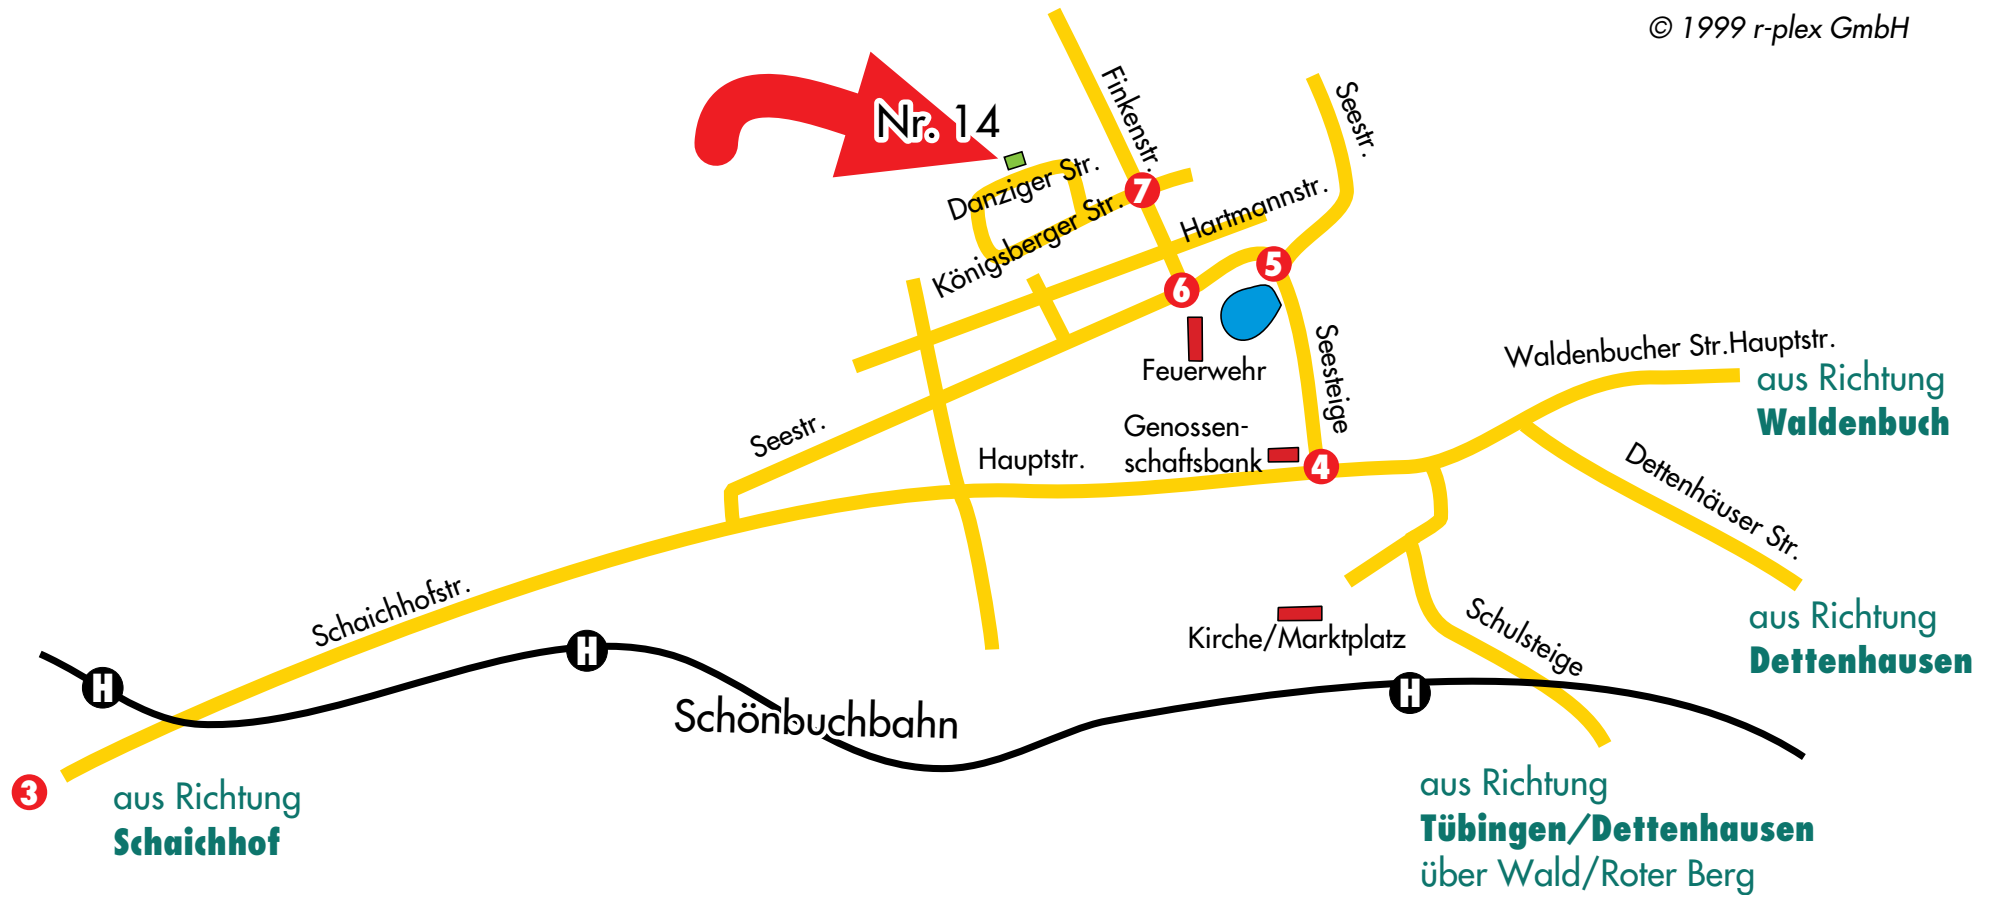 © 1999 r-plex GmbH
Nr. 14
Finkenstr.
Seestr.
Danziger Str.
7
Königsberger Str.
Hartmannstr.
5
6
Feuerwehr
Seesteige
Waldenbucher Str.Hauptstr.
aus Richtung
Waldenbuch
Seestr.
Hauptstr.
Genossen-
schaftsbank
4
Dettenhäuser Str.
aus Richtung
Dettenhausen
Schaichhofstr.
Kirche/Marktplatz
Schulsteige
H
H
H
Schönbuchbahn
3
aus Richtung
Schaichhof
aus Richtung
Tübingen/Dettenhausen
über Wald/Roter Berg